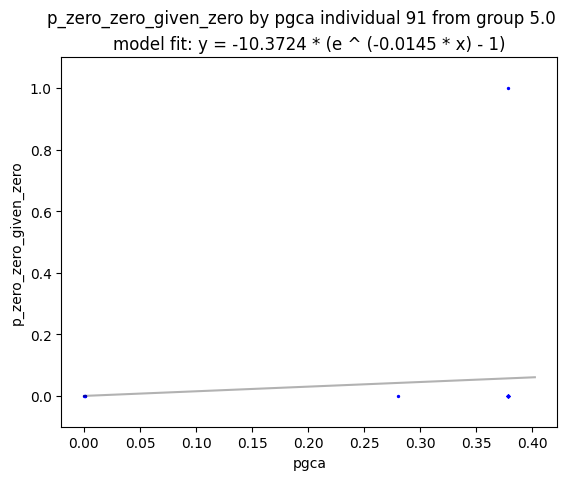 p_zero_zero_given_zero by pgca individual 91 from group 5.0
model fit: y = -10.3724 * (e ^ (-0.0145 * x) - 1)
1.0
0.8
0.6
0.4
0.2
0.0
p_zero_zero_given_zero
0.00 0.05 0.10 0.15 0.20 0.25 0.30 0.35 0.40
pgca